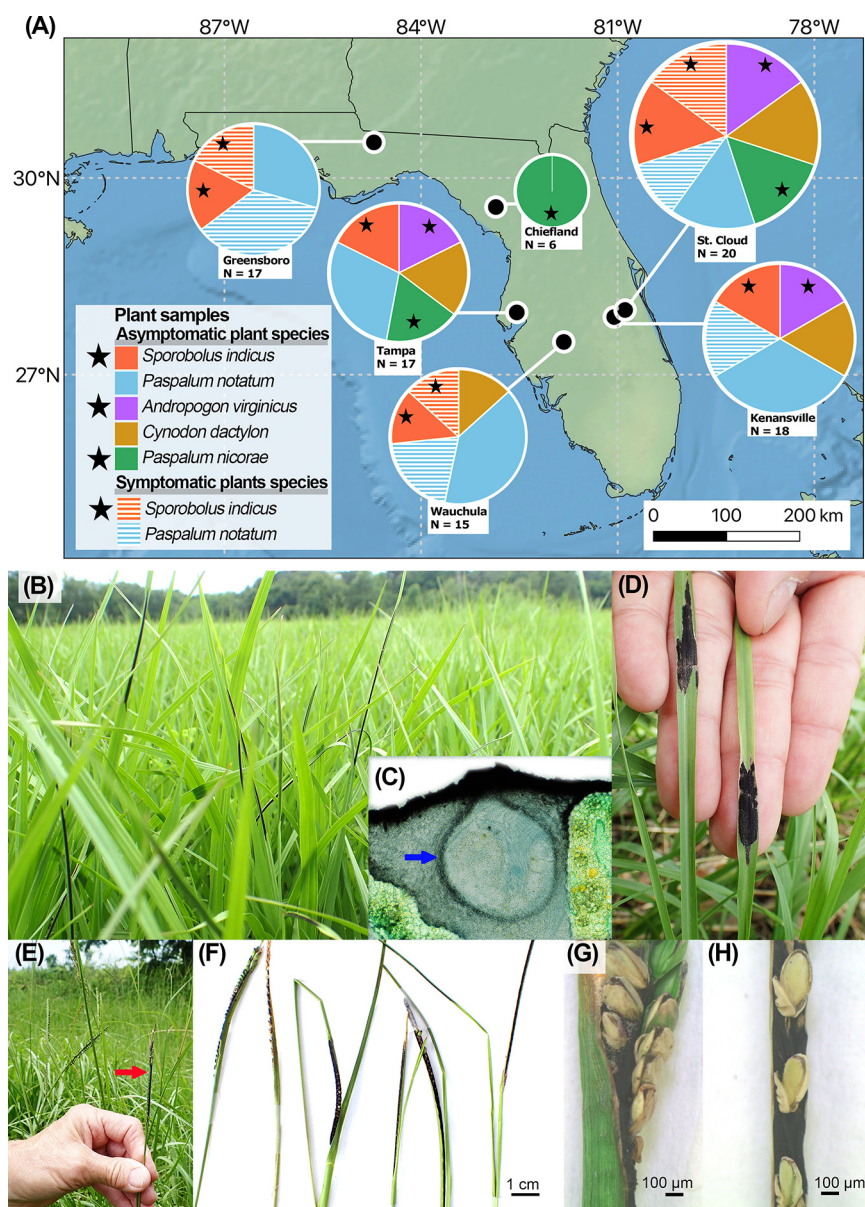 (A)
87°W
84°W
81°W
78°W
30°N
27°N
Greensboro
N = 17
Chiefland
N = 6
St. Cloud
N = 20
Tampa
N = 17
Kenansville
N = 18
Wauchula
N = 15
Plant samples
Asymptomatic plant species
Sporobolus indicus
Paspalum notatum
Andropogon virginicus
Cynodon dactylon
Paspalum nicorae
Symptomatic plants species
Sporobolus indicus
Paspalum notatum
0 100 200 km
(B)
(C)
(D)
(E)
(F)
1 cm
(G)
100 µm
(H)
100 µm